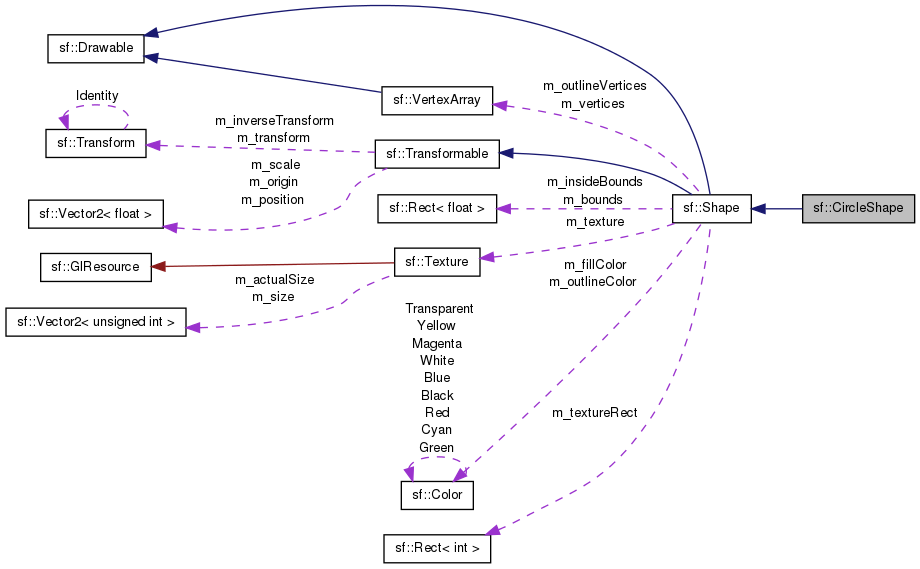 sf::Drawable
sf::VertexArray
m_outlineVertices
m_vertices
Identity
sf::Transform
m_inverseTransform
m_transform
sf::Transformable
m_scale
m_origin
m_position
sf::Vector2< float >
sf::Rect< float >
m_insideBounds
m_bounds
sf::Shape
sf::CircleShape
m_texture
sf::GlResource
sf::Texture
m_actualSize
m_size
m_fillColor
m_outlineColor
sf::Vector2< unsigned int >
Transparent
Yellow
Magenta
White
Blue
Black
Red
Cyan
Green
m_textureRect
sf::Color
sf::Rect< int >